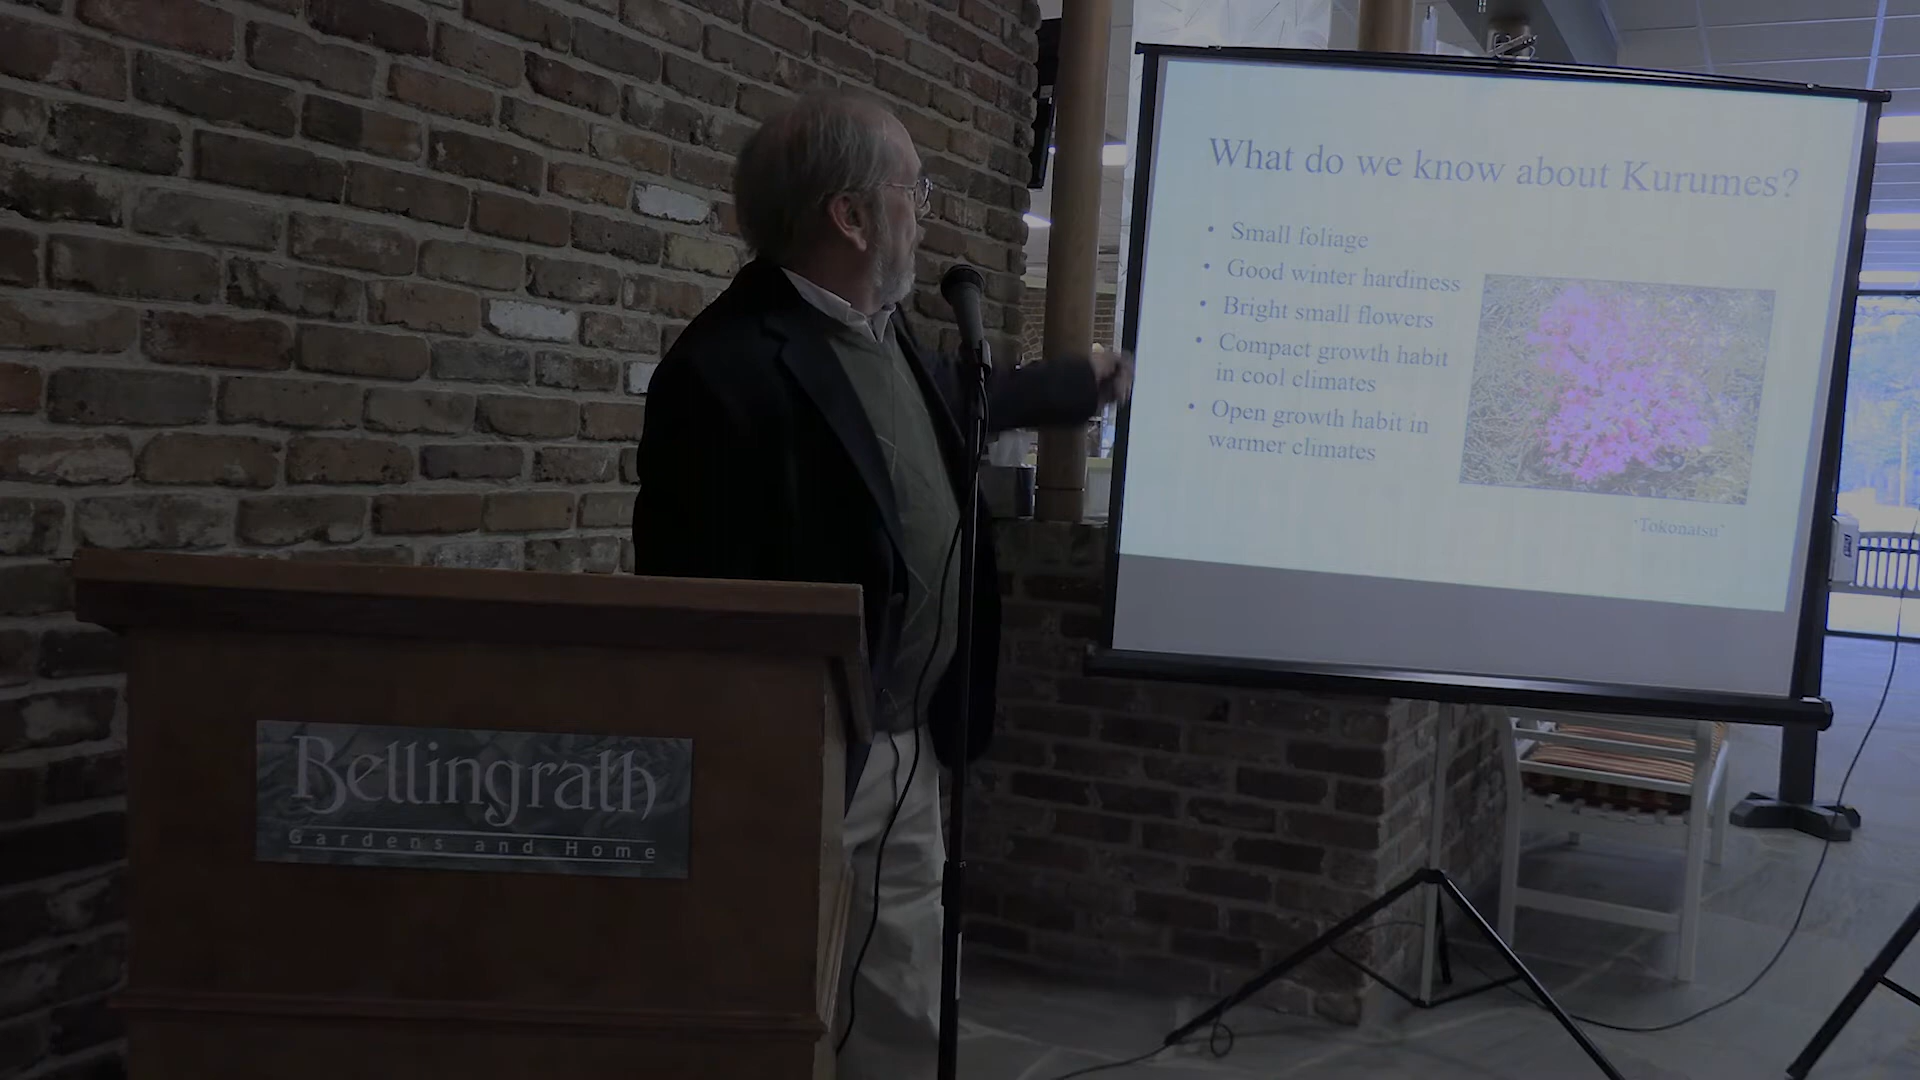 What do we know about Kurumes?
• Small foliage
• Good winter hardiness
• Bright small flowers
• Compact growth habit
in cool climates
• Open growth habit in
warmer climates
'Tokonatsu'
Bellingrath
Gardens and Home